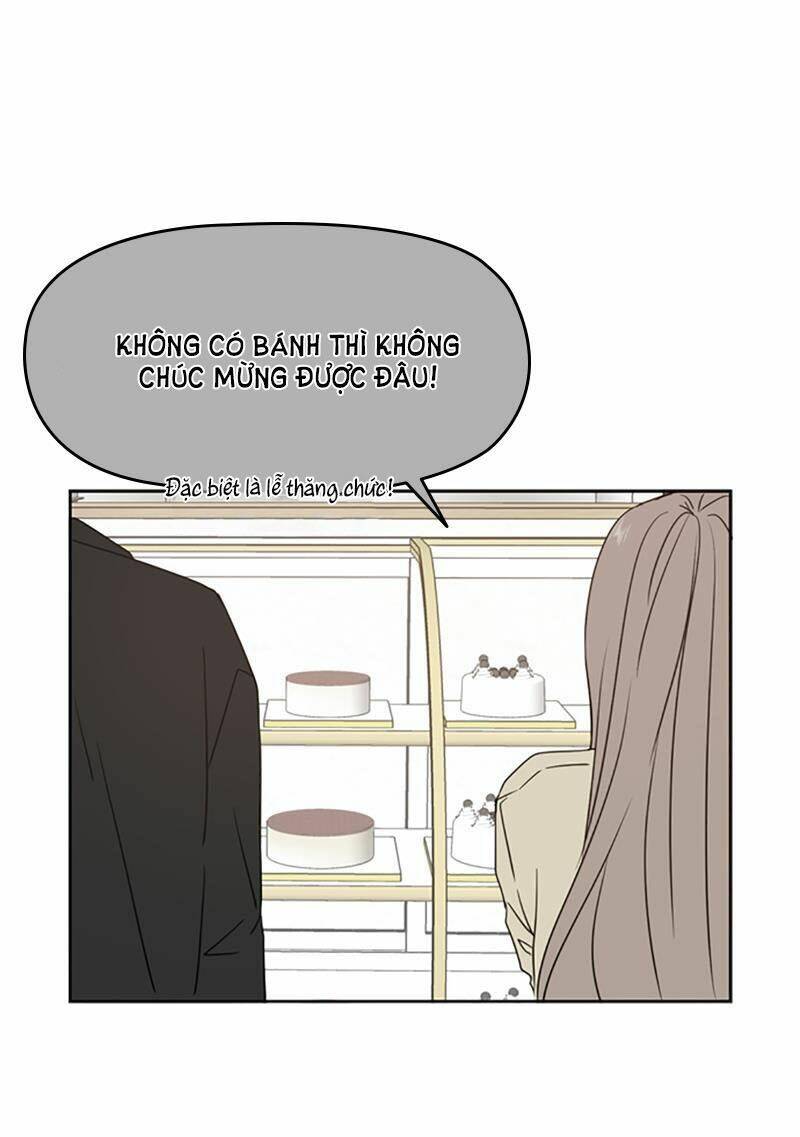 KHÔNG CÓ BÁNH THÌ KHÔNG
CHÚC MỪNG ĐƯỢC ĐÂU!
Đặc biệt là lễ thăng chức!